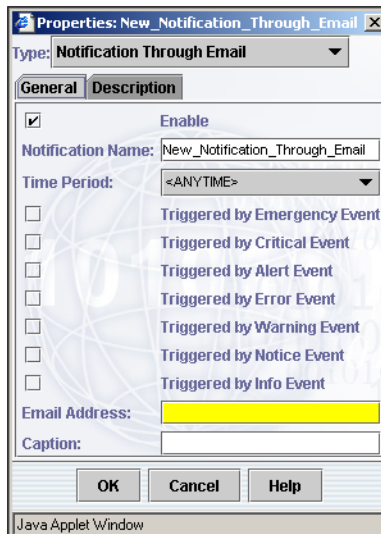 Properties: New_Notification_Through_Email
Type: Notification Through Email
General Description
Enable
Notification Name: New_Notification_Through_Email
Time Period: <ANYTIME>
Triggered by Emergency Event
Triggered by Critical Event
Triggered by Alert Event
Triggered by Error Event
Triggered by Warning Event
Triggered by Notice Event
Triggered by Info Event
Email Address:
Caption:
OK Cancel Help
Java Applet Window